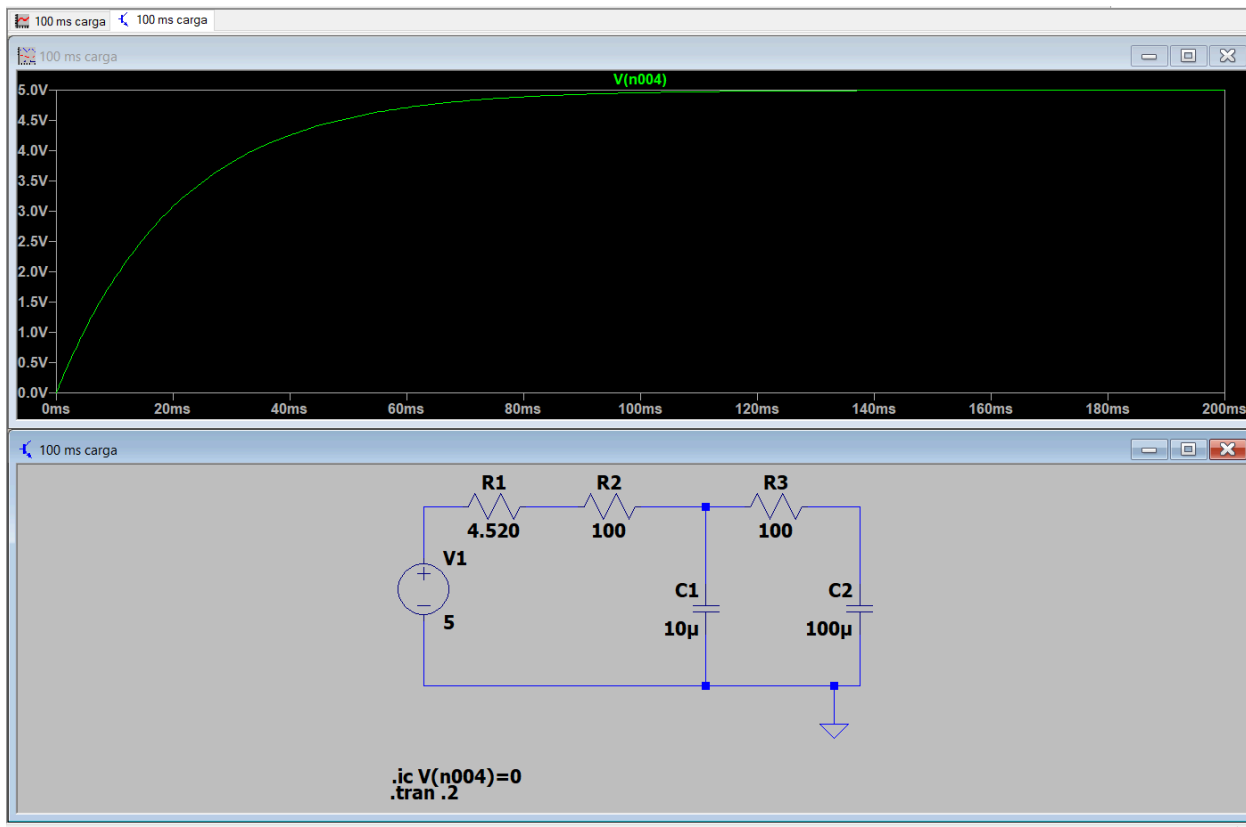 100 ms carga 100 ms carga
100 ms carga
V(n004)
5.0V
4.5V
4.0V
3.5V
3.0V
2.5V
2.0V
1.5V
1.0V
0.5V
0.0V
0ms 20ms 40ms 60ms 80ms 100ms 120ms 140ms 160ms 180ms 200ms
100 ms carga
R1 R2 R3
4.520 100 100
V1
C1 C2
5 10µ 100µ
.ic V(n004)=0
.tran .2